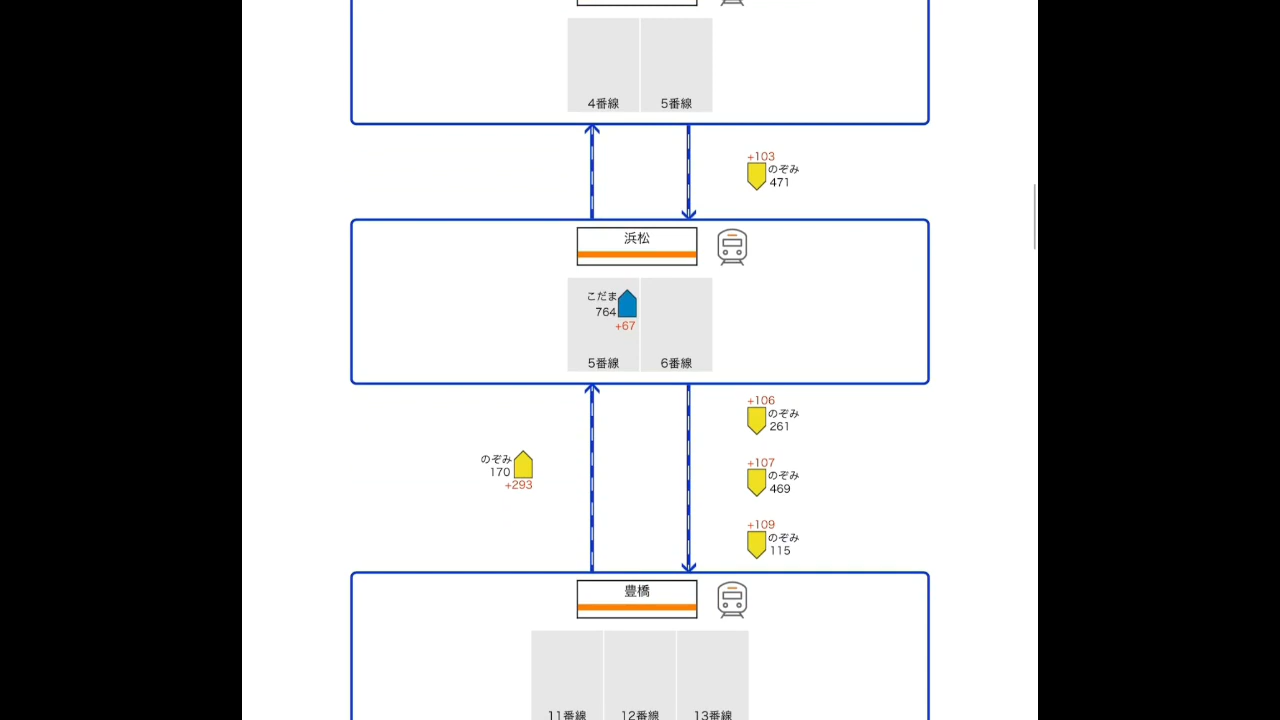 4番線
5番線
+103
のぞみ
471
浜松
こだま
764
+67
5番線
6番線
+106
のぞみ
261
のぞみ
170
+293
+107
のぞみ
469
+109
のぞみ
115
豊橋
11番線
12番線
13番線